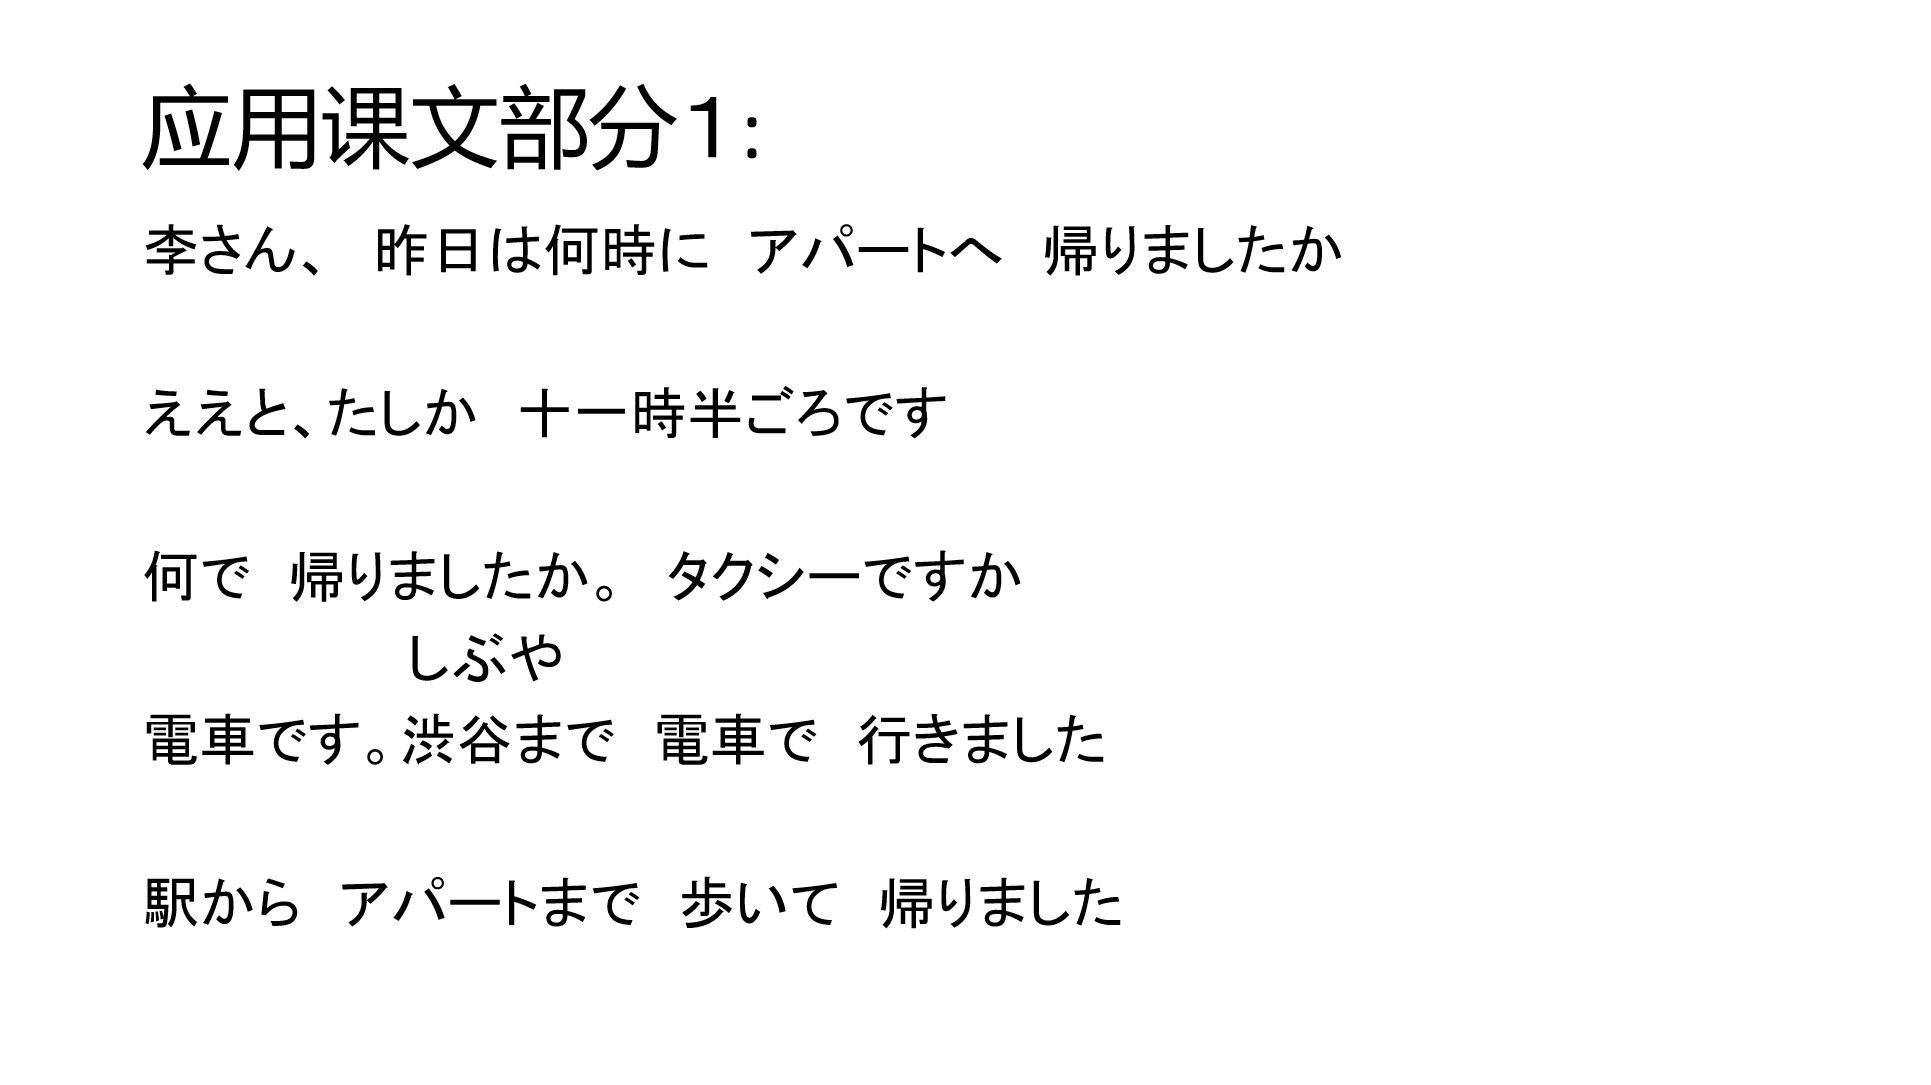 应用课文部分１:
李さん、　昨日は何時に　アパートへ　帰りましたか
ええと、たしか　十一時半ごろです
何で　帰りましたか。　タクシーですか
しぶや
電車です。渋谷まで　電車で　行きました
駅から　アパートまで　歩いて　帰りました